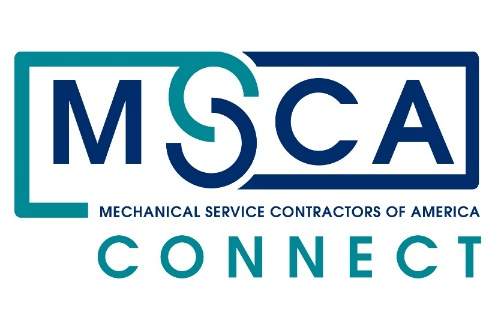 MSCA
MECHANICAL SERVICE CONTRACTORS OF AMERICA
CONNECT